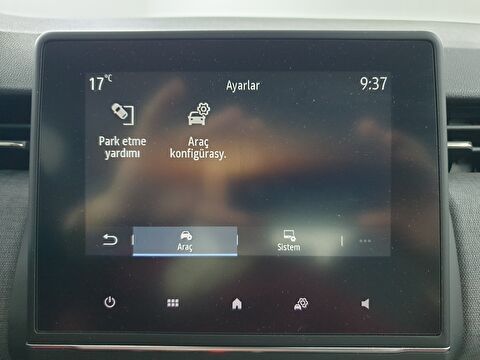 17°C
Ayarlar
9:37
Park etme
yardımı
Araç
konfigürasy.
Araç
Sistem